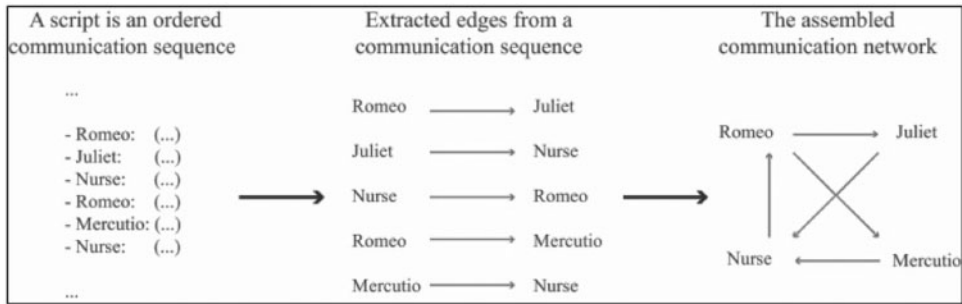 A script is an ordered
communication sequence
...
- Romeo: (...)
- Juliet: (...)
- Nurse: (...)
- Romeo: (...)
- Mercutio: (...)
- Nurse: (...)
...
Extracted edges from a
communication sequence
Romeo Juliet
Juliet Nurse
Nurse Romeo
Romeo Mercutio
Mercutio Nurse
The assembled
communication network
Romeo Juliet
Nurse Mercutio